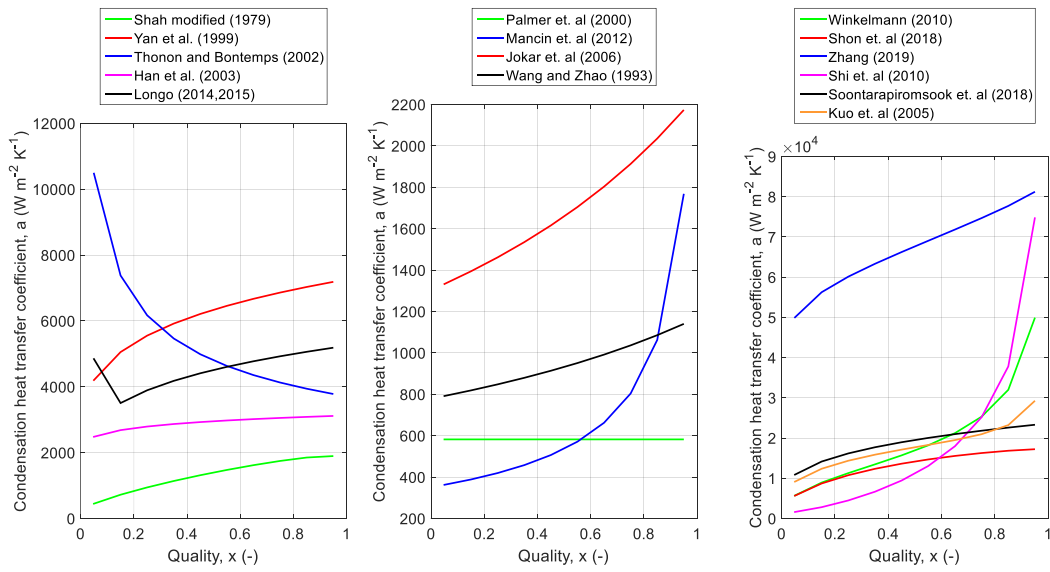 Shah modified (1979)
Yan et al. (1999)
Thonon and Bontemps (2002)
Han et al. (2003)
Longo (2014,2015)
12000
10000
8000
6000
4000
2000
0
0
0.2
0.4
0.6
0.8
1
Condensation heat transfer coefficient, a (W m⁻² K⁻¹)
Quality, x (-)
Palmer et. al (2000)
Mancin et. al (2012)
Jokar et. al (2006)
Wang and Zhao (1993)
2200
2000
1800
1600
1400
1200
1000
800
600
400
200
0
0.2
0.4
0.6
0.8
1
Condensation heat transfer coefficient, a (W m⁻² K⁻¹)
Quality, x (-)
Winkelmann (2010)
Shon et. al (2018)
Zhang (2019)
Shi et. al (2010)
Soontarapiromsook et. al (2018)
Kuo et. al (2005)
× 10⁴
9
8
7
6
5
4
3
2
1
0
0
0.2
0.4
0.6
0.8
1
Condensation heat transfer coefficient, a (W m⁻² K⁻¹)
Quality, x (-)